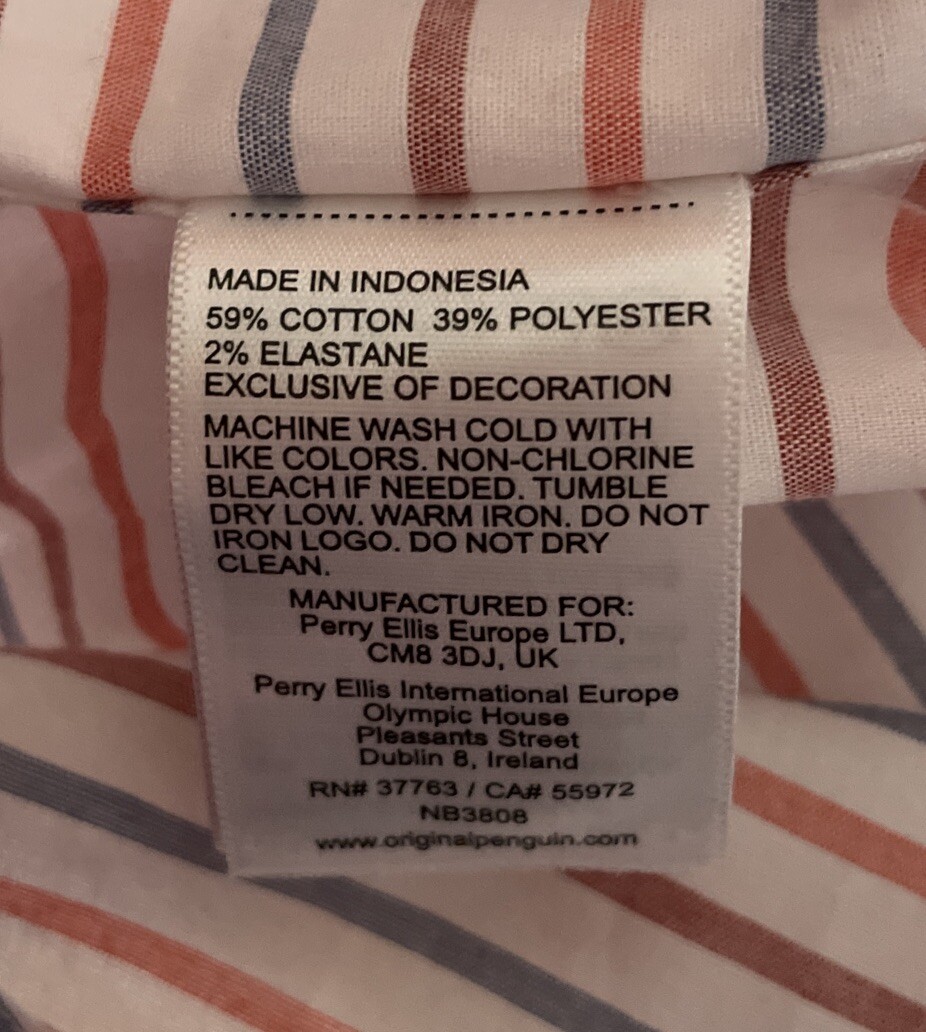 MADE IN INDONESIA
59% COTTON 39% POLYESTER
2% ELASTANE
EXCLUSIVE OF DECORATION
MACHINE WASH COLD WITH
LIKE COLORS. NON-CHLORINE
BLEACH IF NEEDED. TUMBLE
DRY LOW. WARM IRON. DO NOT
IRON LOGO. DO NOT DRY
CLEAN.
MANUFACTURED FOR:
Perry Ellis Europe LTD,
CM8 3DJ, UK
Perry Ellis International Europe
Olympic House
Pleasants Street
Dublin 8, Ireland
RN# 37763 / CA# 55972
NB3808
www.originalpenguin.com